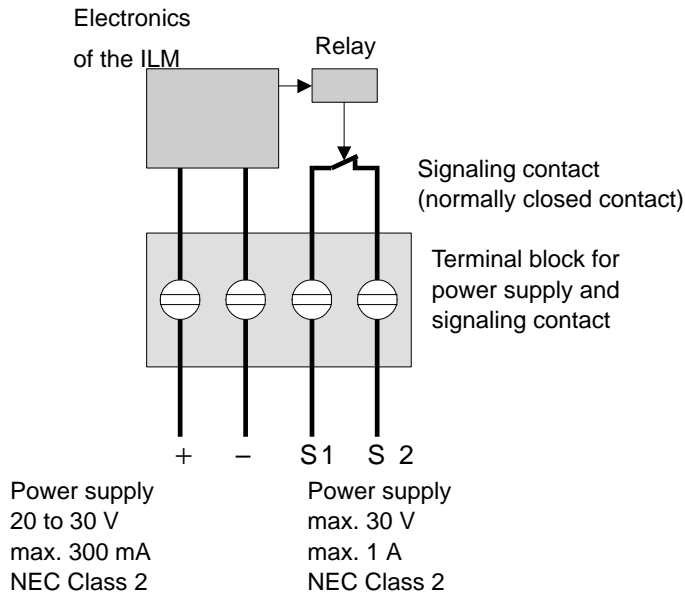 Electronics
of the ILM
Relay
Signaling contact
(normally closed contact)
Terminal block for
power supply and
signaling contact
+ – S1 S 2
Power supply
20 to 30 V
max. 300 mA
NEC Class 2
Power supply
max. 30 V
max. 1 A
NEC Class 2